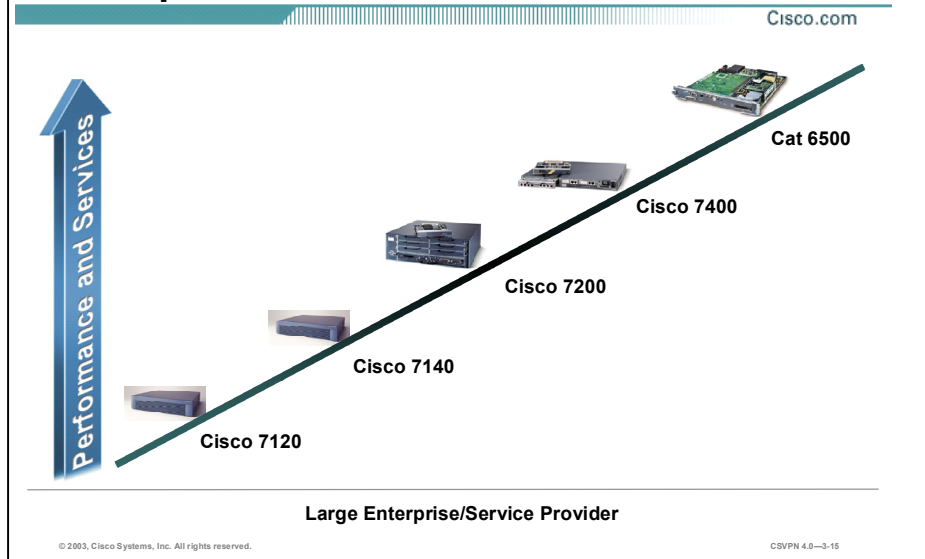 Cisco.com
Performance and Services
Cat 6500
Cisco 7400
Cisco 7200
Cisco 7140
Cisco 7120
Large Enterprise/Service Provider
© 2003, Cisco Systems, Inc. All rights reserved.
CSVPN 4.0—3-15